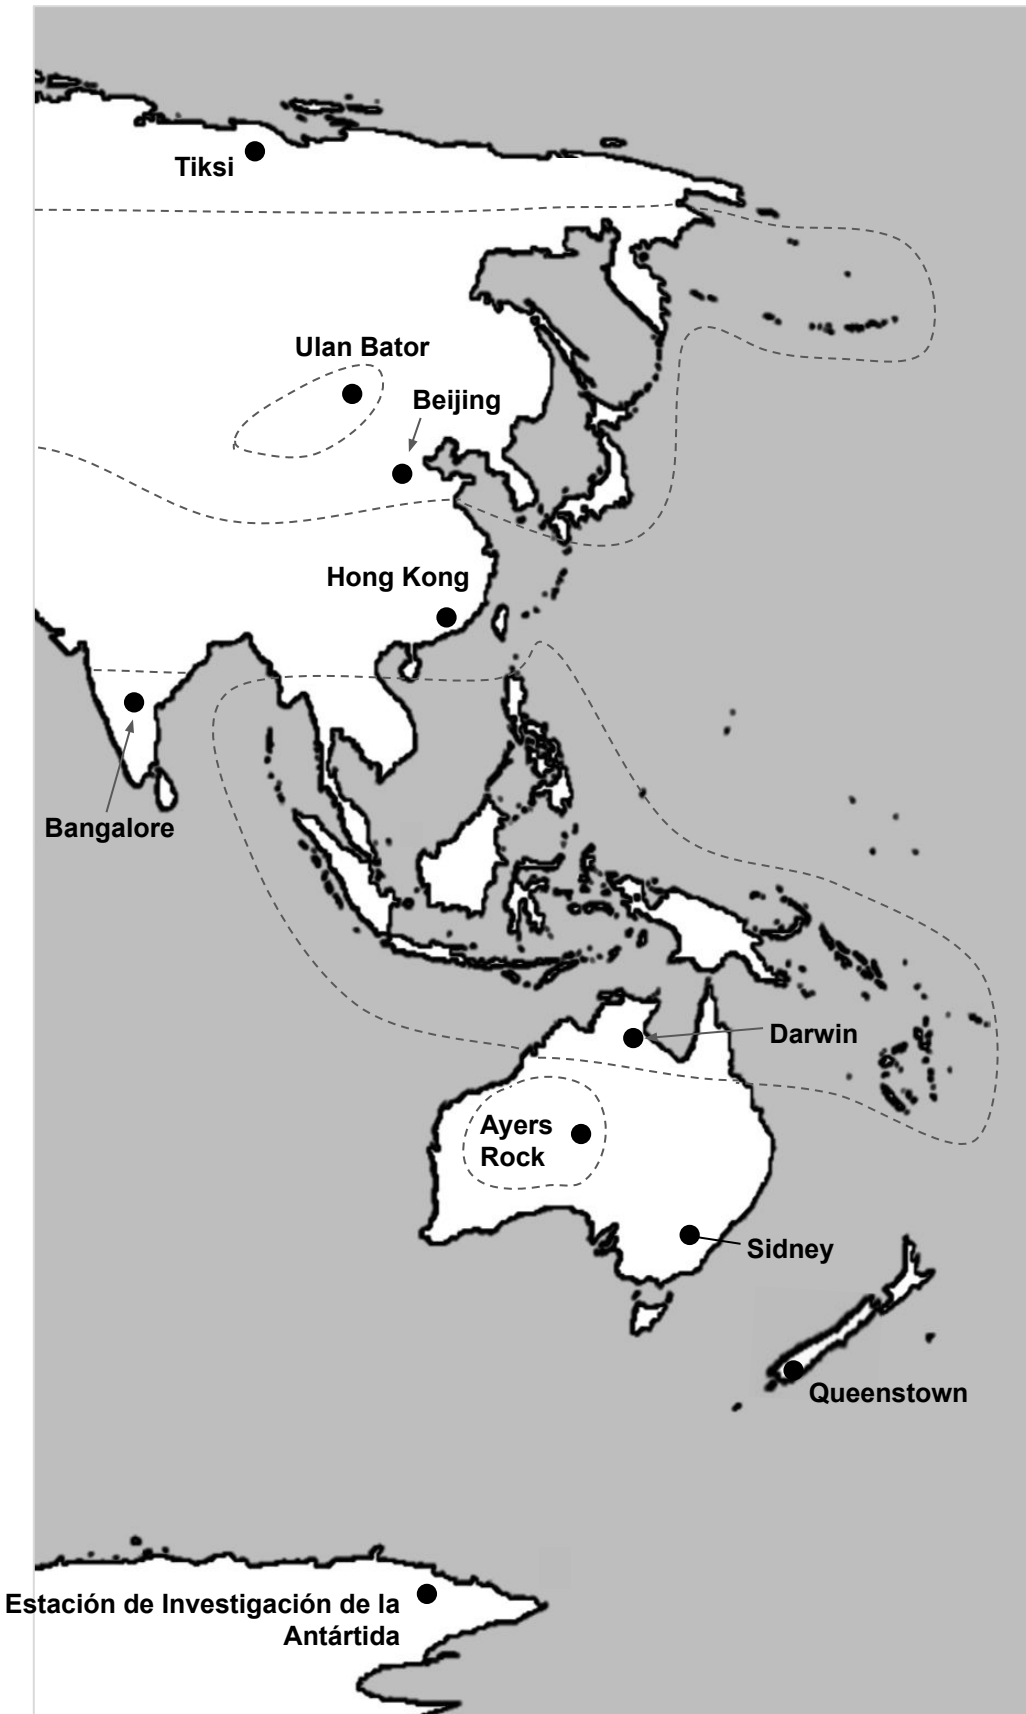 Tiksi
Ulan Bator
Beijing
Hong Kong
Bangalore
Darwin
Ayers
Rock
Sidney
Queenstown
Estación de Investigación de la
Antártida